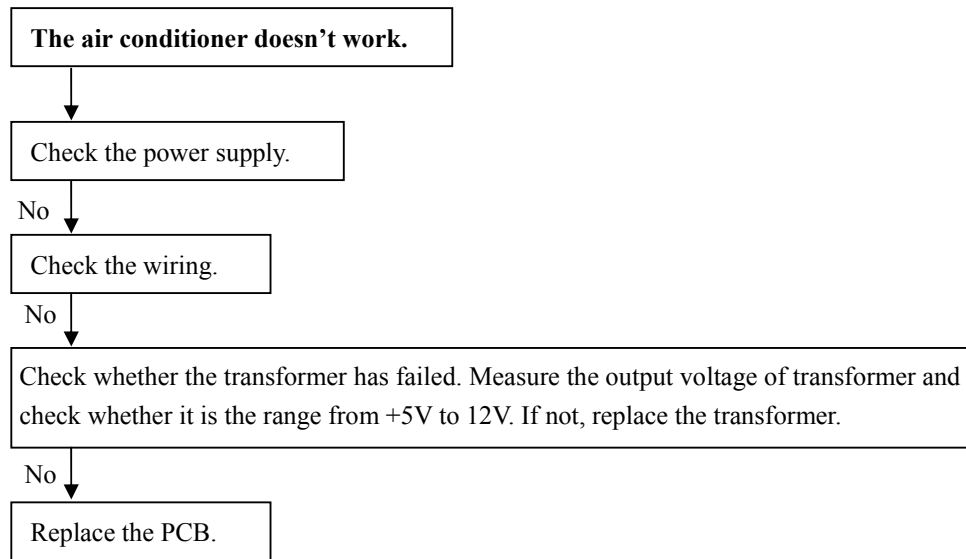 The air conditioner doesn’t work.
Check the power supply.
No
Check the wiring.
No
Check whether the transformer has failed. Measure the output voltage of transformer and
check whether it is the range from +5V to 12V. If not, replace the transformer.
No
Replace the PCB.